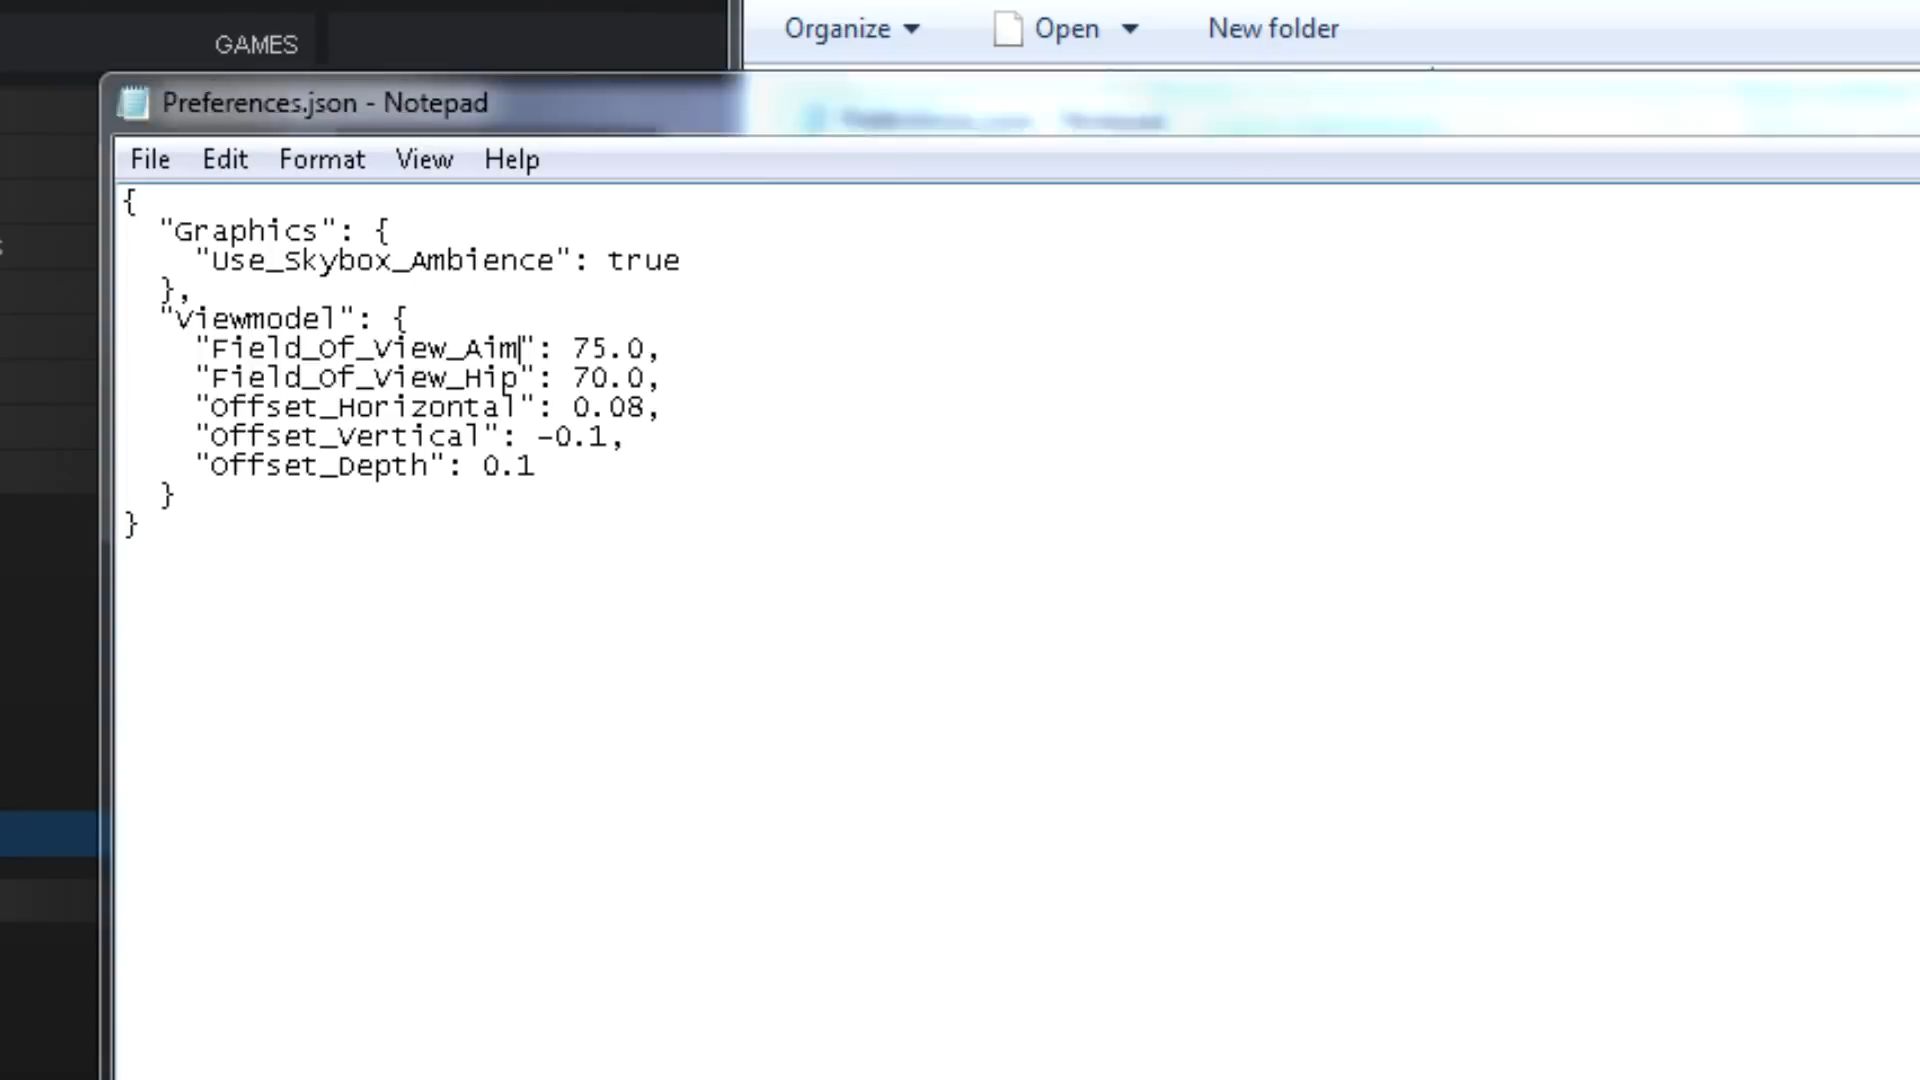 GAMES
Organize
Open
New folder
Preferences.json - Notepad
File Edit Format View Help
{
  "Graphics": {
    "Use_Skybox_Ambience": true
  },
  "Viewmodel": {
    "Field_Of_View_Aim": 75.0,
    "Field_Of_View_Hip": 70.0,
    "Offset_Horizontal": 0.08,
    "Offset_Vertical": -0.1,
    "Offset_Depth": 0.1
  }
}